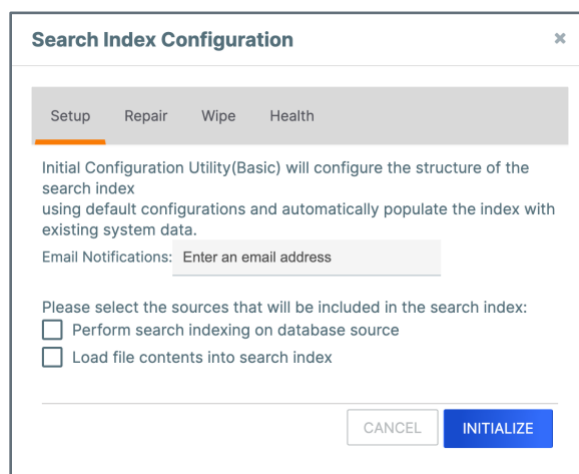 Search Index Configuration ×
Setup Repair Wipe Health
Initial Configuration Utility(Basic) will configure the structure of the
search index
using default configurations and automatically populate the index with
existing system data.
Email Notifications: Enter an email address
Please select the sources that will be included in the search index:
Perform search indexing on database source
Load file contents into search index
CANCEL INITIALIZE